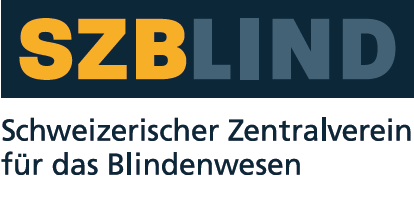 SZBLIND
Schweizerischer Zentralverein
für das Blindenwesen